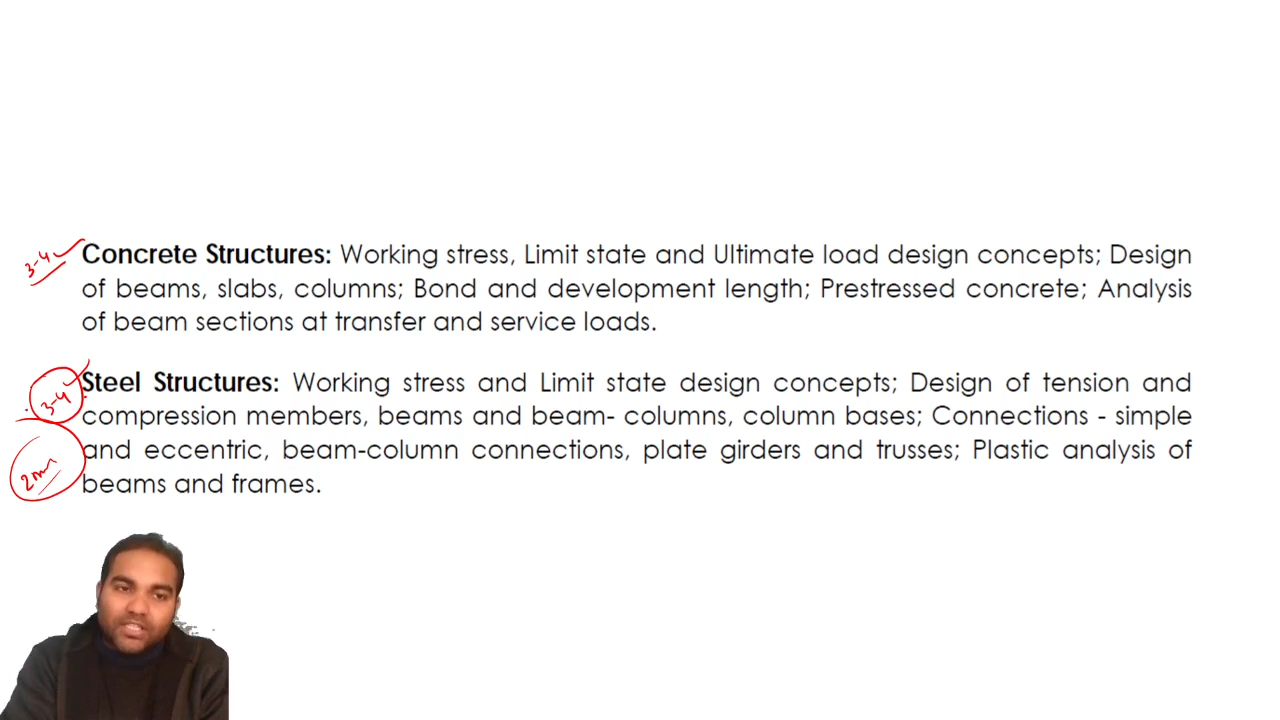 3-4 Concrete Structures: Working stress, Limit state and Ultimate load design concepts; Design
of beams, slabs, columns; Bond and development length; Prestressed concrete; Analysis
of beam sections at transfer and service loads.
3-4 Steel Structures: Working stress and Limit state design concepts; Design of tension and
compression members, beams and beam- columns, column bases; Connections - simple
and eccentric, beam-column connections, plate girders and trusses; Plastic analysis of
2 beams and frames.